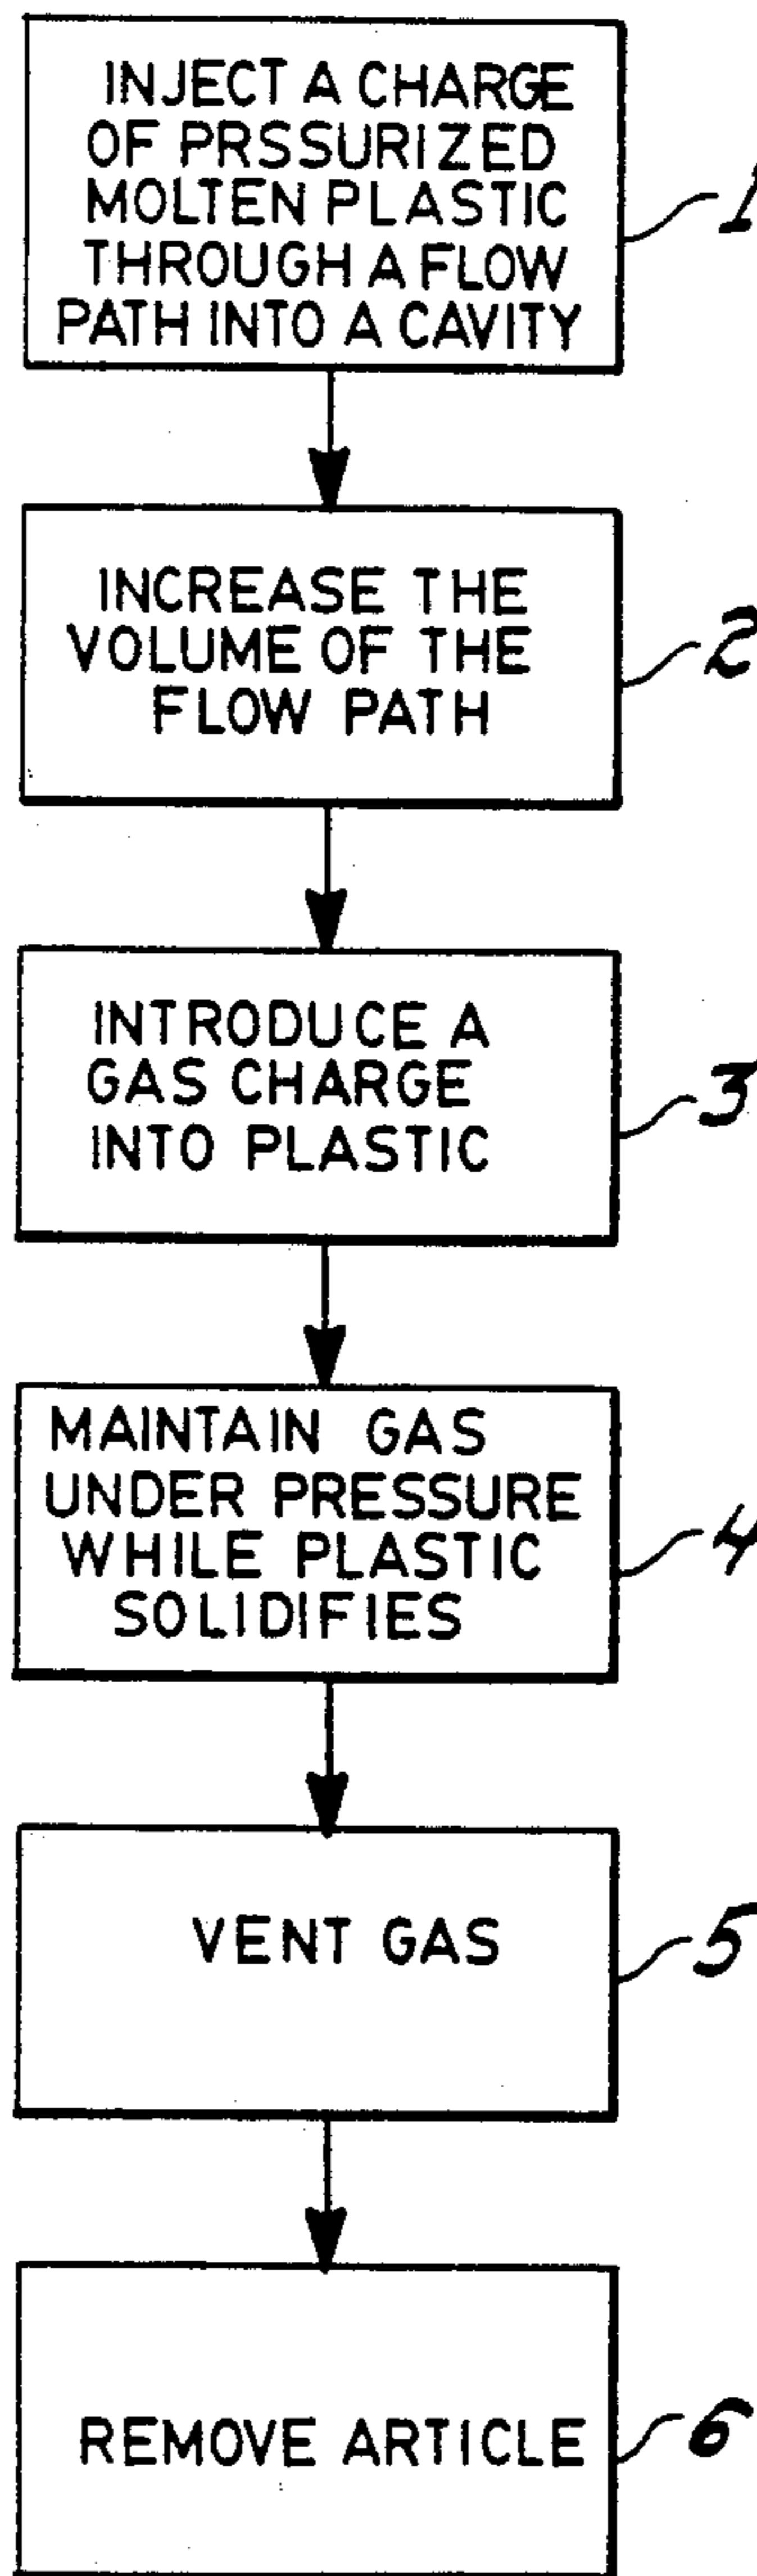 INJECT A CHARGE
OF PRSSURIZED
MOLTEN PLASTIC
THROUGH A FLOW
PATH INTO A CAVITY
1
INCREASE THE
VOLUME OF THE
FLOW PATH
2
INTRODUCE A
GAS CHARGE
INTO PLASTIC
3
MAINTAIN GAS
UNDER PRESSURE
WHILE PLASTIC
SOLIDIFIES
4
VENT GAS
5
REMOVE ARTICLE
6